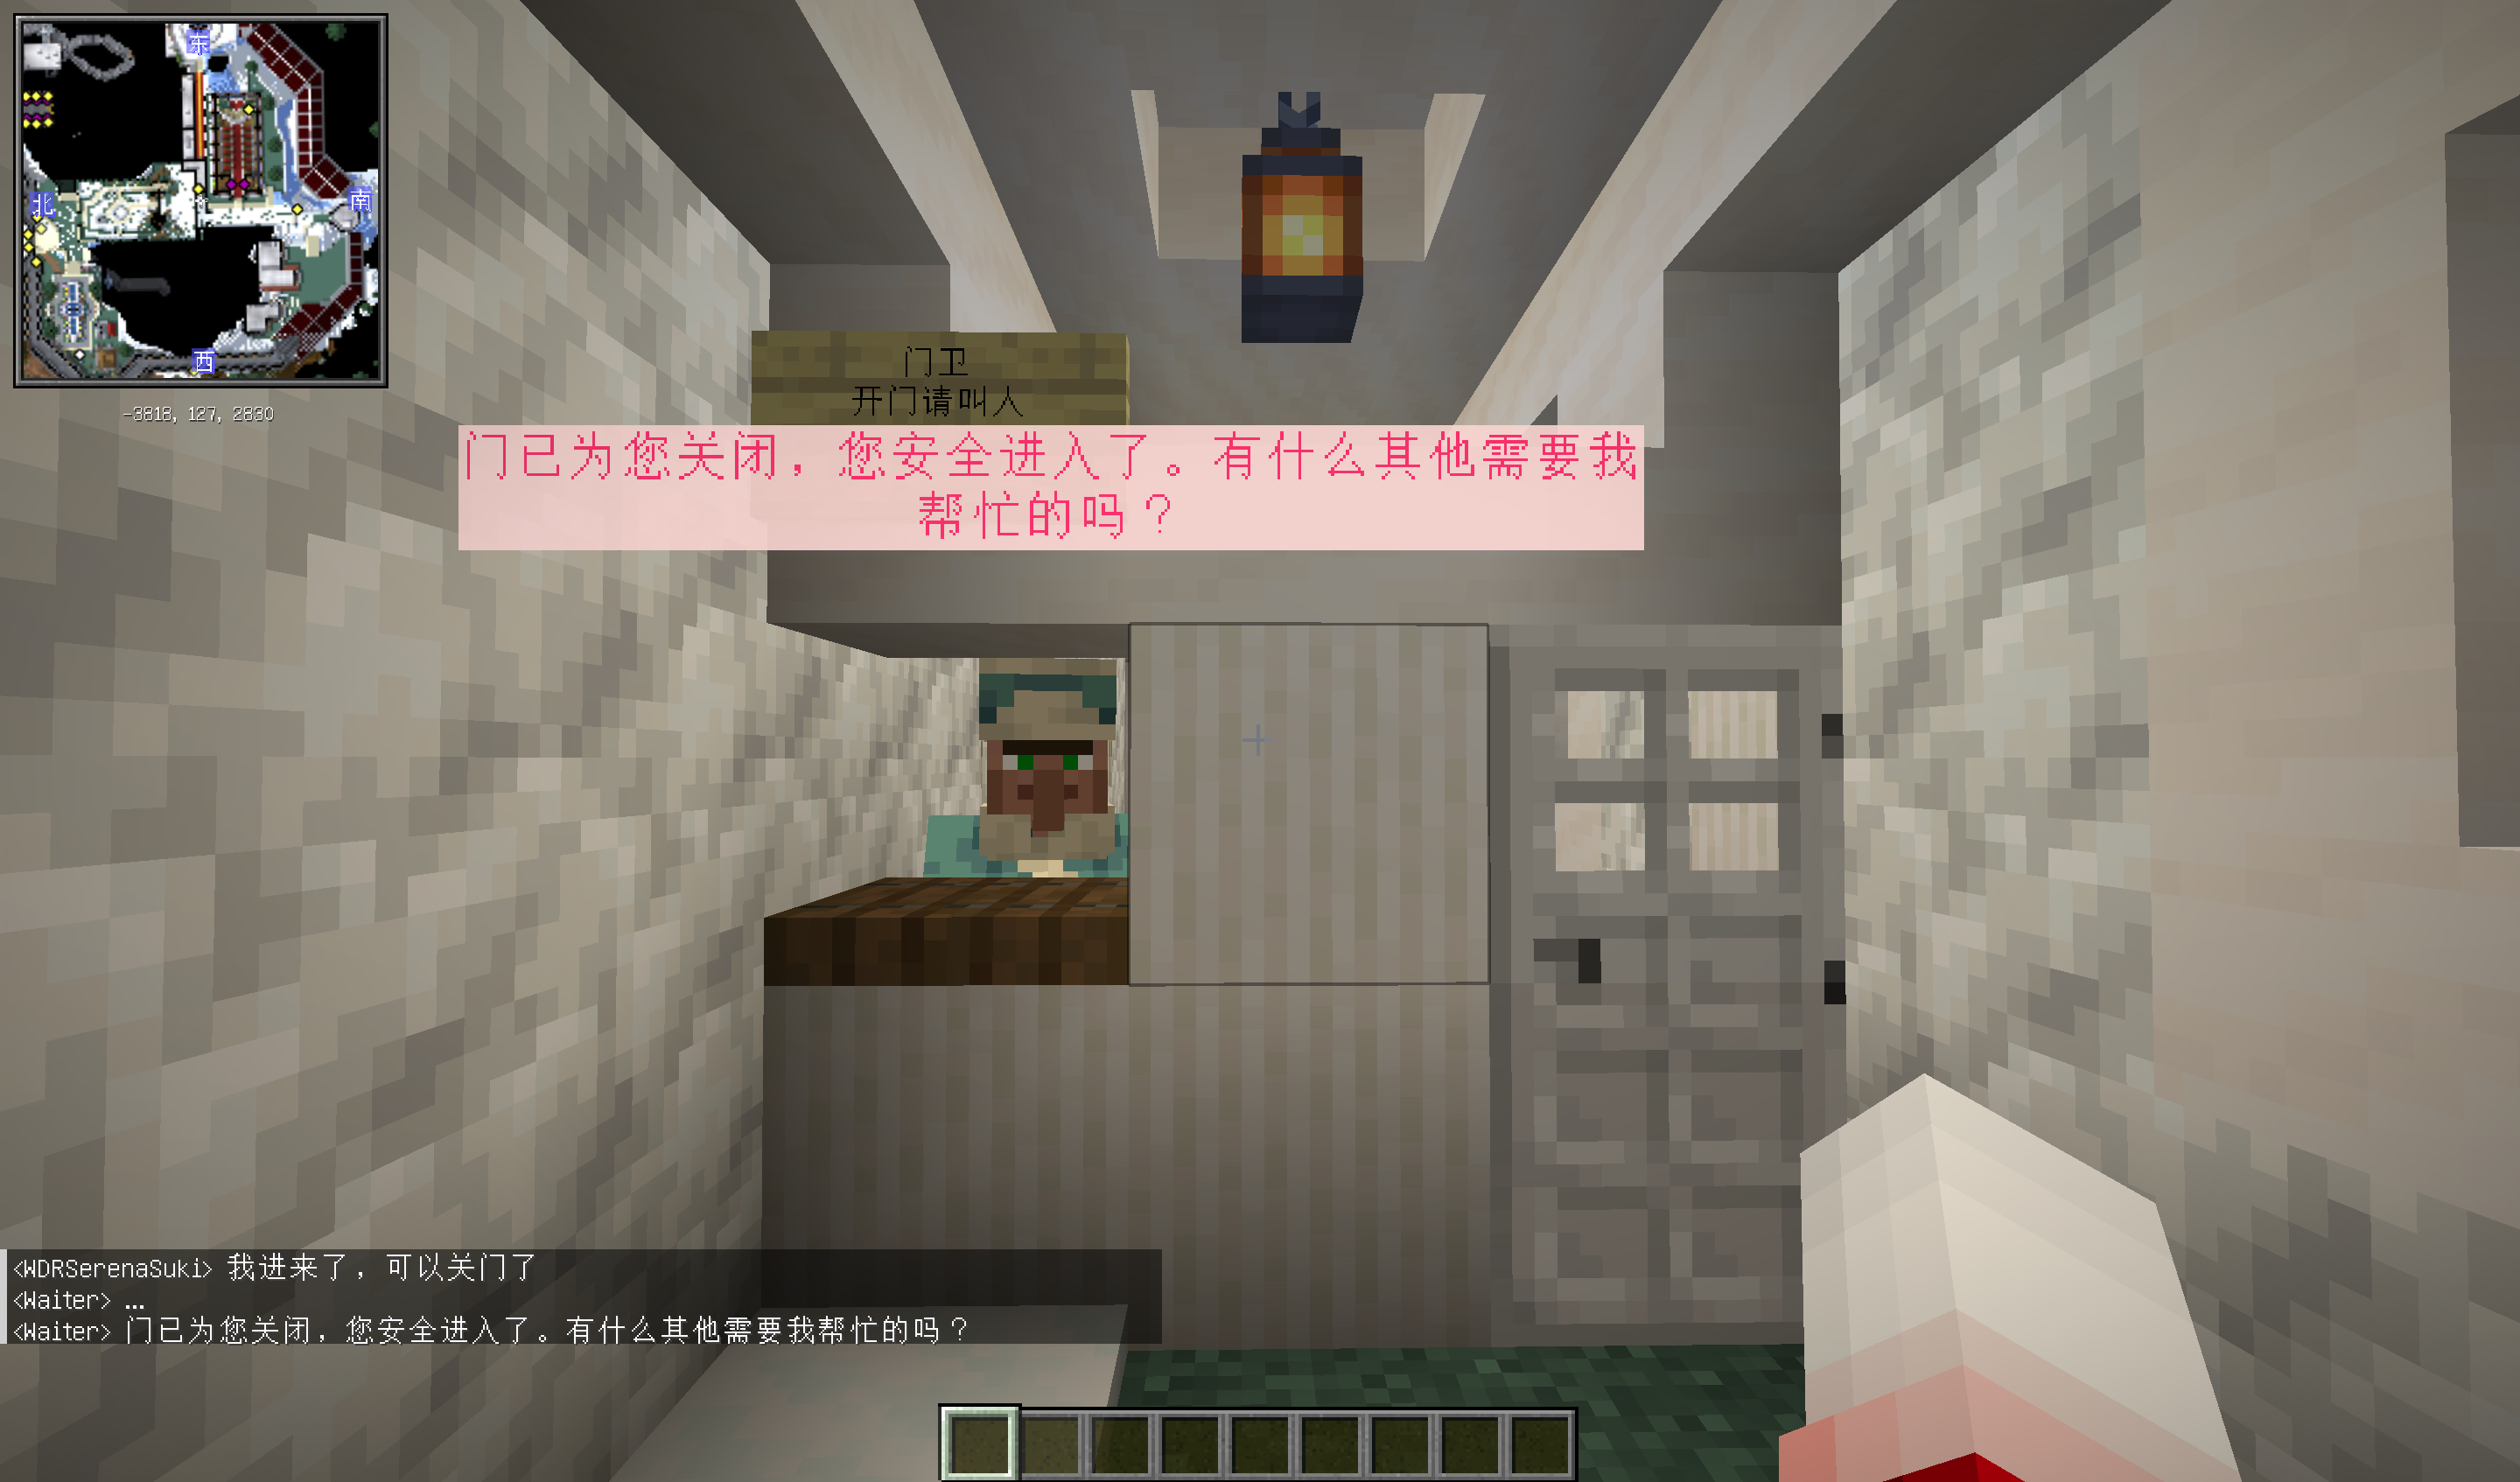 东
北
南
西
-3818, 127, 2830
门卫
开门请叫人
门已为您关闭，您安全进入了。有什么其他需要我
帮忙的吗？
<WDRSerenaSuki> 我进来了，可以关门了
<Waiter> ...
<Waiter> 门已为您关闭，您安全进入了。有什么其他需要我帮忙的吗？